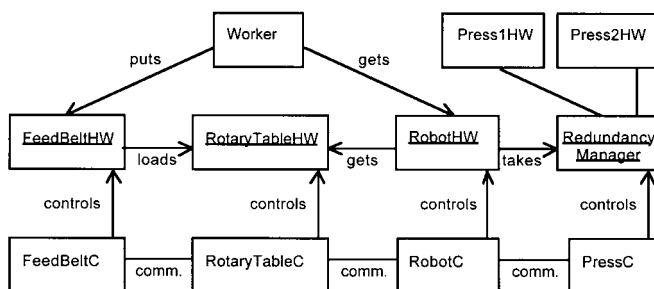 Worker
Press1HW
Press2HW
puts
gets
FeedBeltHW
RotaryTableHW
RobotHW
Redundancy
Manager
loads
gets
takes
controls
controls
controls
controls
FeedBeltC
RotaryTableC
RobotC
PressC
comm.
comm.
comm.